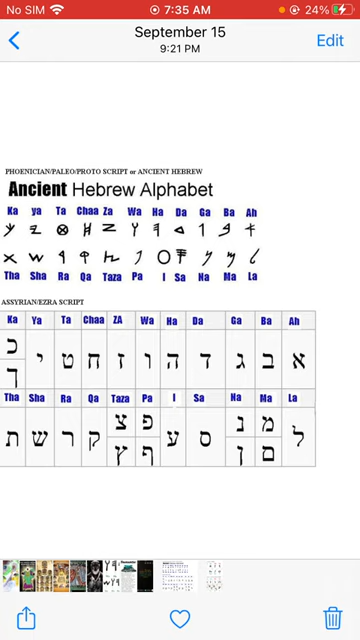 No SIM 7:35 AM 24%
September 15
9:21 PM
Edit
PHOENICIAN/PALEO/PROTO SCRIPT or ANCIENT HEBREW
Ancient Hebrew Alphabet
Ka ya Ta Chaa Za Wa Ha Da Ga Ba Ah
Tha Sha Ra Qa Taza Pa I Sa Na Ma La
ASSYRIAN/EZRA SCRIPT
Ka Ya Ta Chaa ZA Wa Ha Da Ga Ba Ah
כ ך י ט ח ז ו ה ד ג ב א
Tha Sha Ra Qa Taza Pa I Sa Na Ma La
ת ש ר ק צ ץ פ ף ע ס נ ן מ ם ל